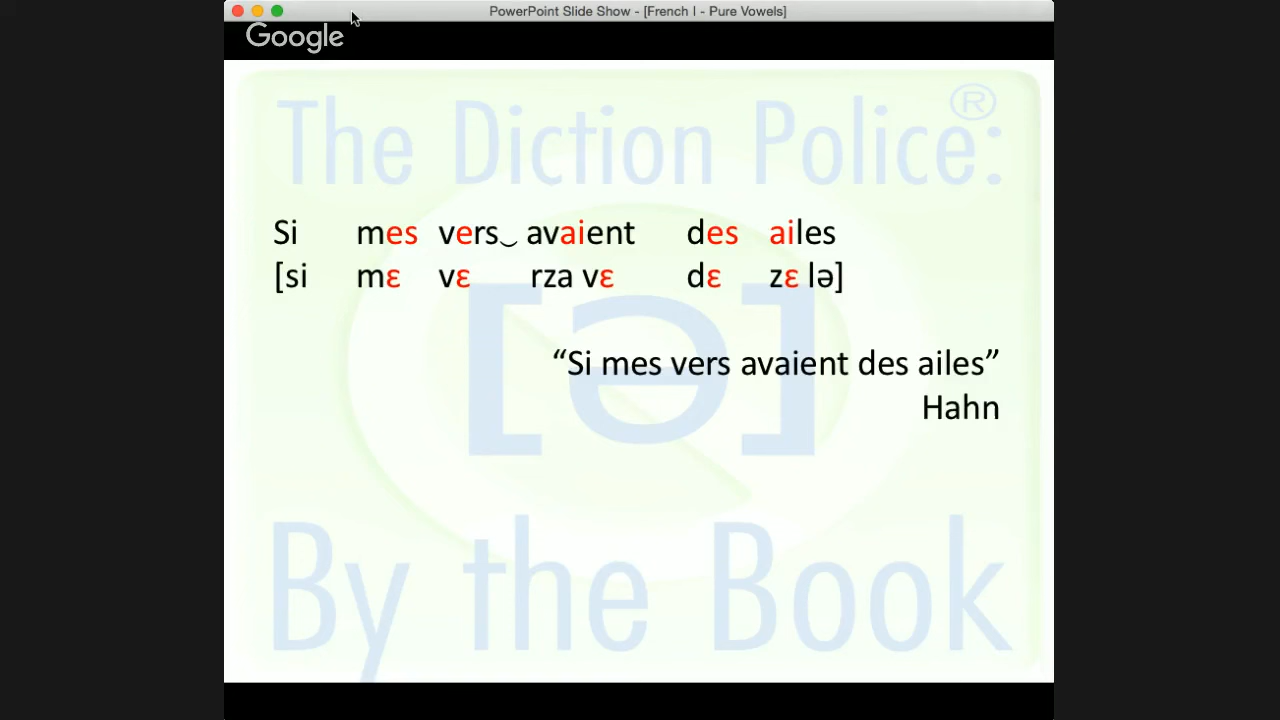 PowerPoint Slide Show - [French I - Pure Vowels]
Google
The Diction Police®:
Si mes vers‿avaient des ailes
[si mɛ vɛ rza vɛ dɛ zɛ lə]
“Si mes vers avaient des ailes”
Hahn
[ə]
By the Book